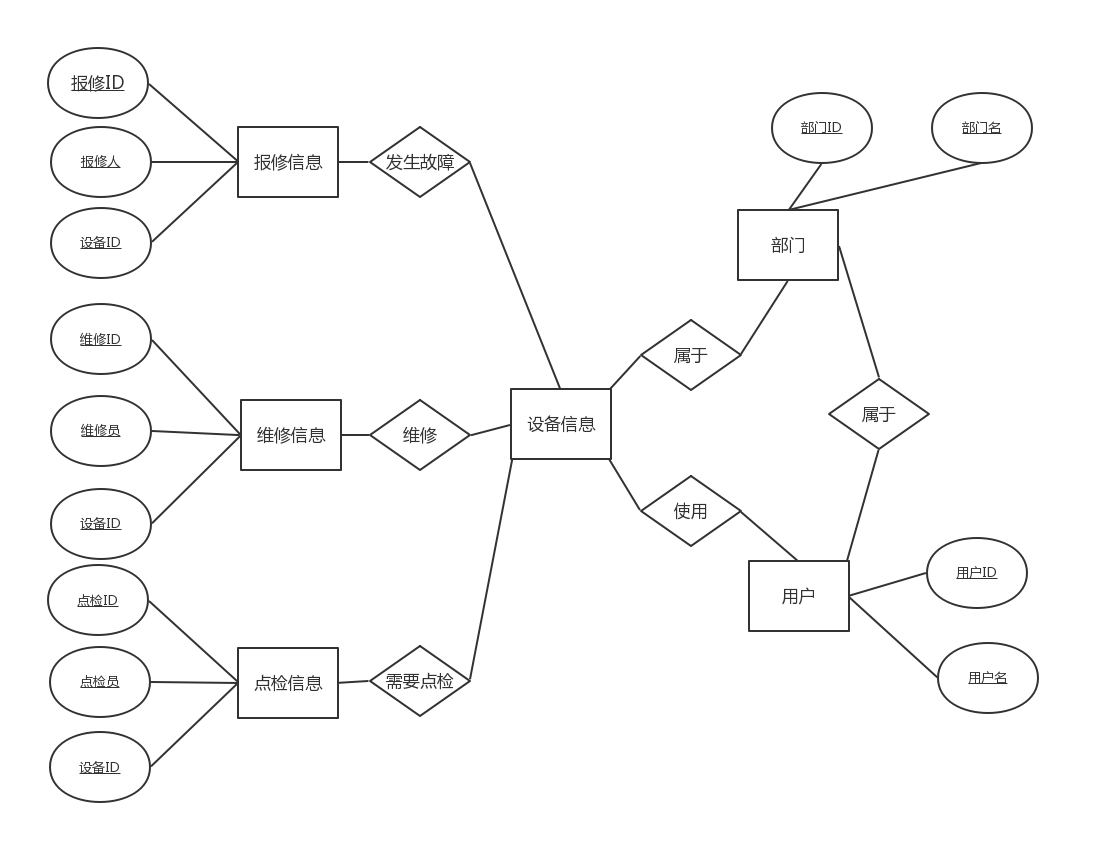 报修ID
报修人
设备ID
报修信息
发生故障
维修ID
维修员
设备ID
维修信息
维修
点检ID
点检员
设备ID
点检信息
需要点检
设备信息
部门ID
部门名
部门
属于
属于
使用
用户
用户ID
用户名